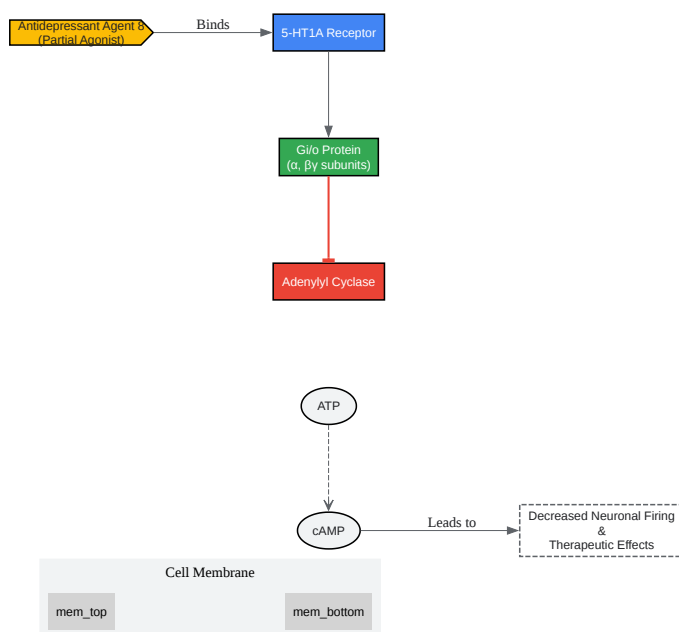 Antidepressant Agent 8
(Partial Agonist)
Binds
5-HT1A Receptor
Gi/o Protein
(α, βγ subunits)
Adenylyl Cyclase
ATP
cAMP
Leads to
Decreased Neuronal Firing
&
Therapeutic Effects
Cell Membrane
mem_top
mem_bottom